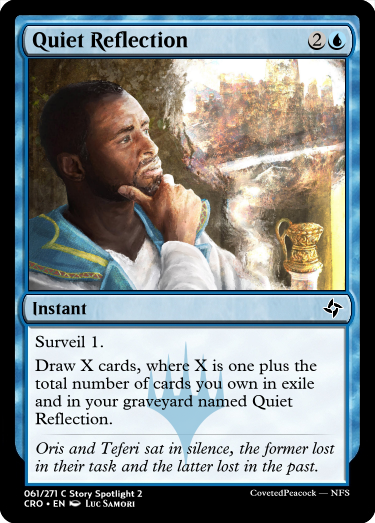 Quiet Reflection 2
Instant
Surveil 1.
Draw X cards, where X is one plus the
total number of cards you own in exile
and in your graveyard named Quiet
Reflection.
Oris and Teferi sat in silence, the former lost
in their task and the latter lost in the past.
061/271 C Story Spotlight 2
CRO • EN Luc Samori
CovetedPeacock — NFS